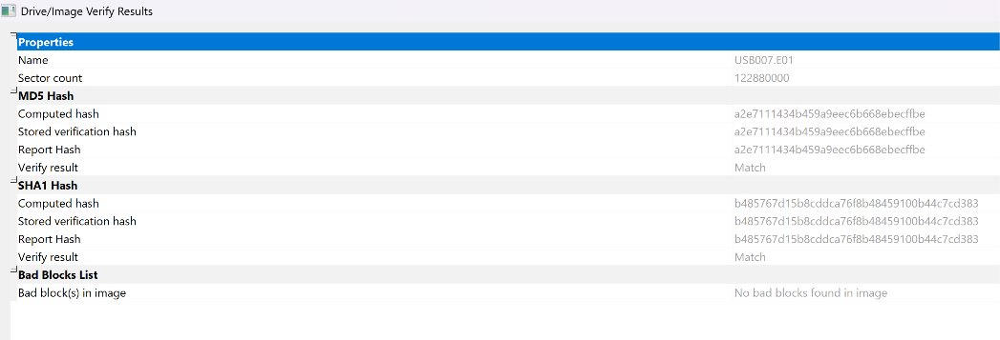 Drive/Image Verify Results
Properties
Name USB007.E01
Sector count 122880000
MD5 Hash
Computed hash a2e7111434b459a9eec6b668ebecffbe
Stored verification hash a2e7111434b459a9eec6b668ebecffbe
Report Hash a2e7111434b459a9eec6b668ebecffbe
Verify result Match
SHA1 Hash
Computed hash b485767d15b8cddca76f8b48459100b44c7cd383
Stored verification hash b485767d15b8cddca76f8b48459100b44c7cd383
Report Hash b485767d15b8cddca76f8b48459100b44c7cd383
Verify result Match
Bad Blocks List
Bad block(s) in image No bad blocks found in image